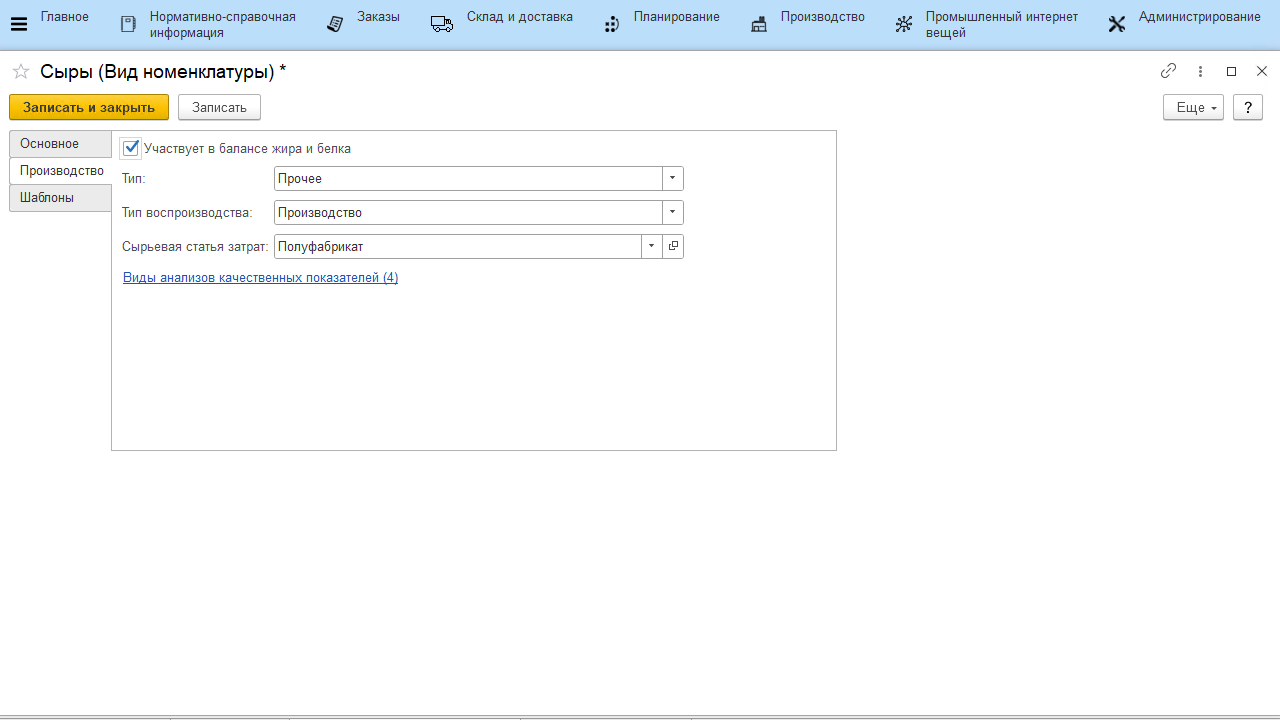 Главное
Нормативно-справочная
информация
Заказы
Склад и доставка
Планирование
Производство
Промышленный интернет
вещей
Администрирование
Сыры (Вид номенклатуры) *
Записать и закрыть
Записать
Еще
?
Основное
Производство
Шаблоны
Участвует в балансе жира и белка
Тип: Прочее
Тип воспроизводства: Производство
Сырьевая статья затрат: Полуфабрикат
Виды анализов качественных показателей (4)